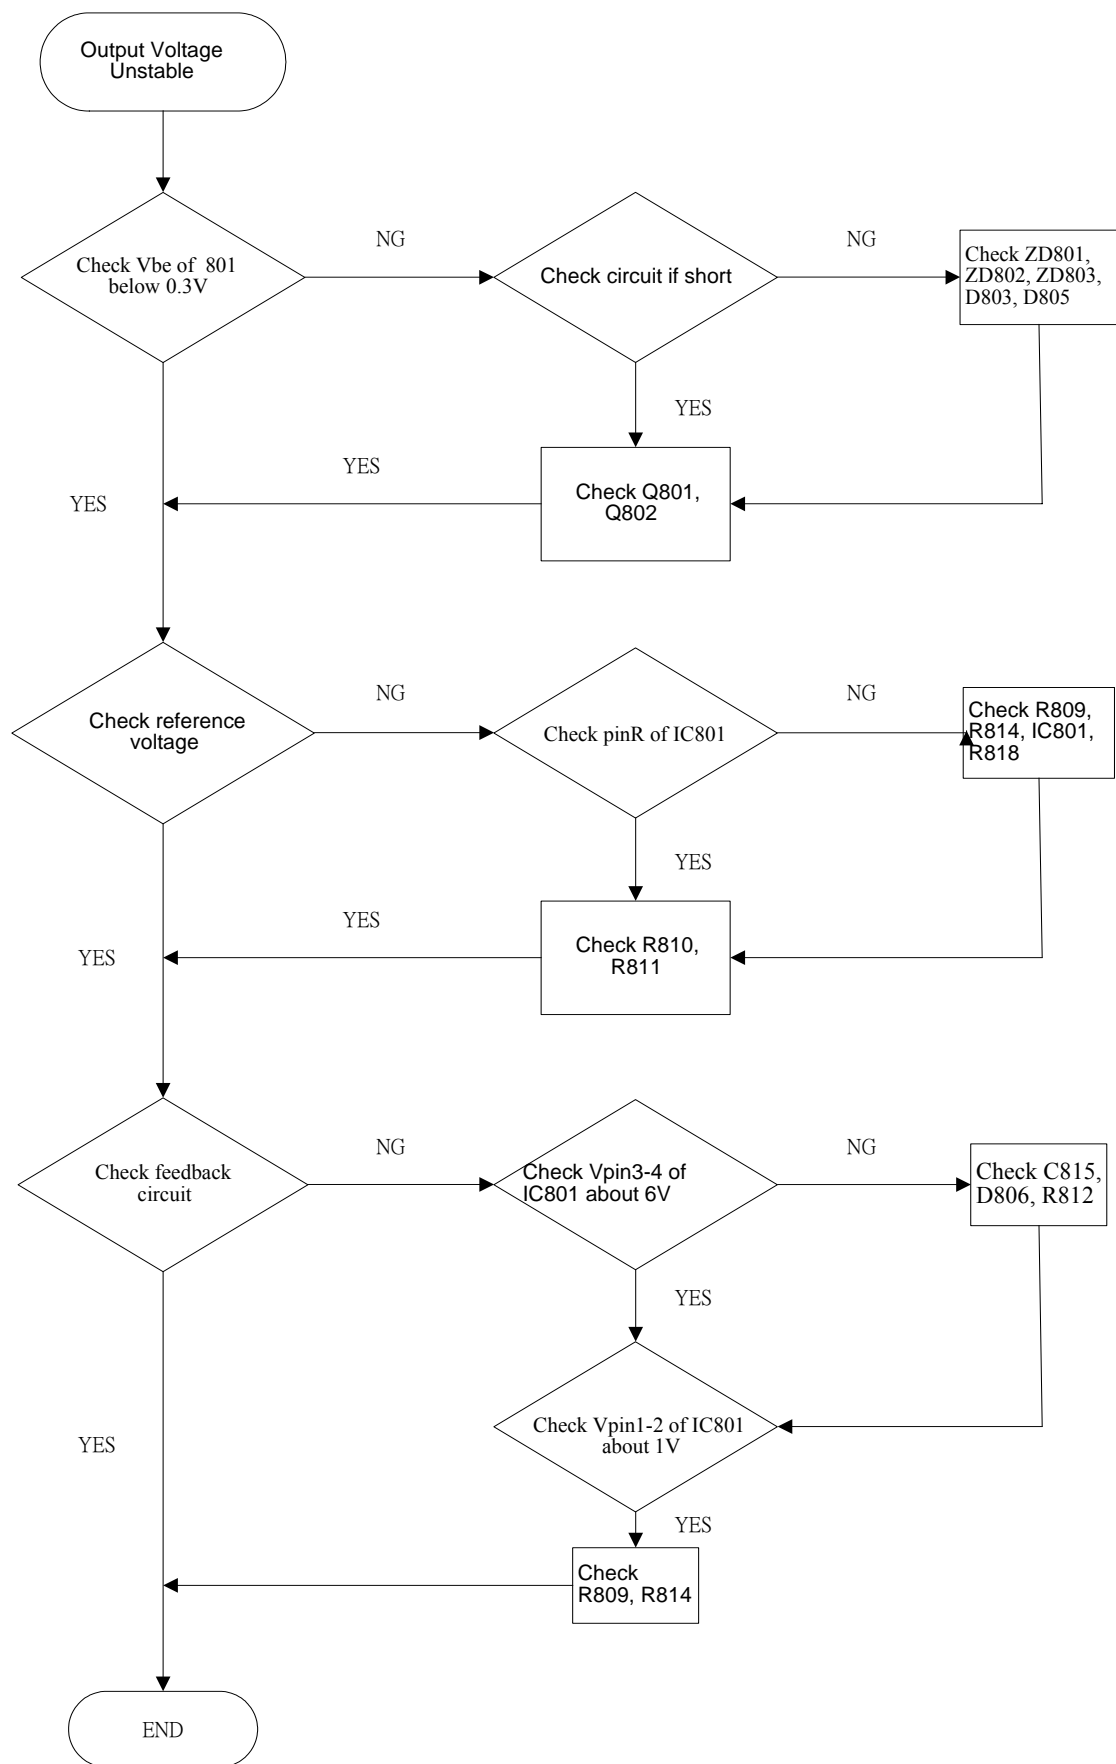 Output Voltage
Unstable
Check Vbe of 801
below 0.3V
NG
Check circuit if short
NG
Check ZD801,
ZD802, ZD803,
D803, D805
YES
YES
YES
Check Q801,
Q802
Check reference
voltage
NG
Check pinR of IC801
NG
Check R809,
R814, IC801,
R818
YES
YES
YES
Check R810,
R811
Check feedback
circuit
NG
Check Vpin3-4 of
IC801 about 6V
NG
Check C815,
D806, R812
YES
Check Vpin1-2 of IC801
about 1V
YES
YES
Check
R809, R814
END